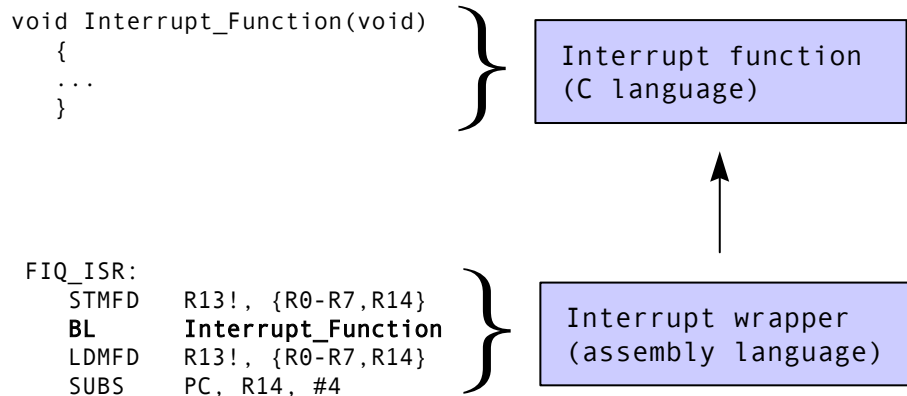 void Interrupt_Function(void)
{
...
}
Interrupt function
(C language)
FIQ_ISR:
STMFD R13!, {R0-R7,R14}
BL Interrupt_Function
LDMFD R13!, {R0-R7,R14}
SUBS PC, R14, #4
Interrupt wrapper
(assembly language)